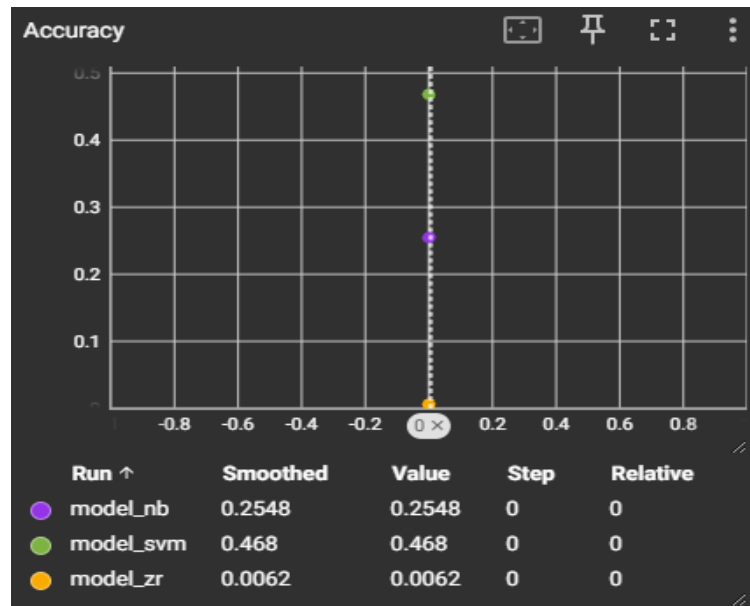 Accuracy
0.5
0.4
0.3
0.2
0.1
0
-0.8 -0.6 -0.4 -0.2 0 × 0.2 0.4 0.6 0.8
Run ↑ Smoothed Value Step Relative
model_nb 0.2548 0.2548 0 0
model_svm 0.468 0.468 0 0
model_zr 0.0062 0.0062 0 0